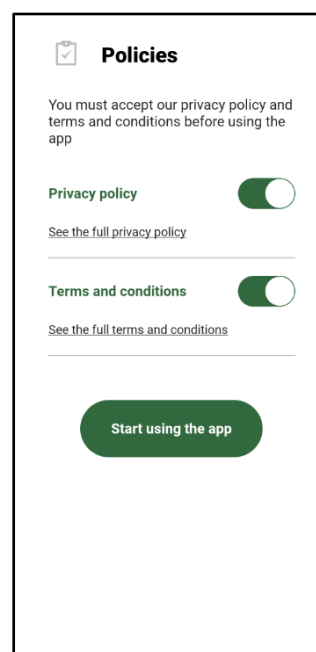 Policies
You must accept our privacy policy and
terms and conditions before using the
app
Privacy policy
See the full privacy policy
Terms and conditions
See the full terms and conditions
Start using the app